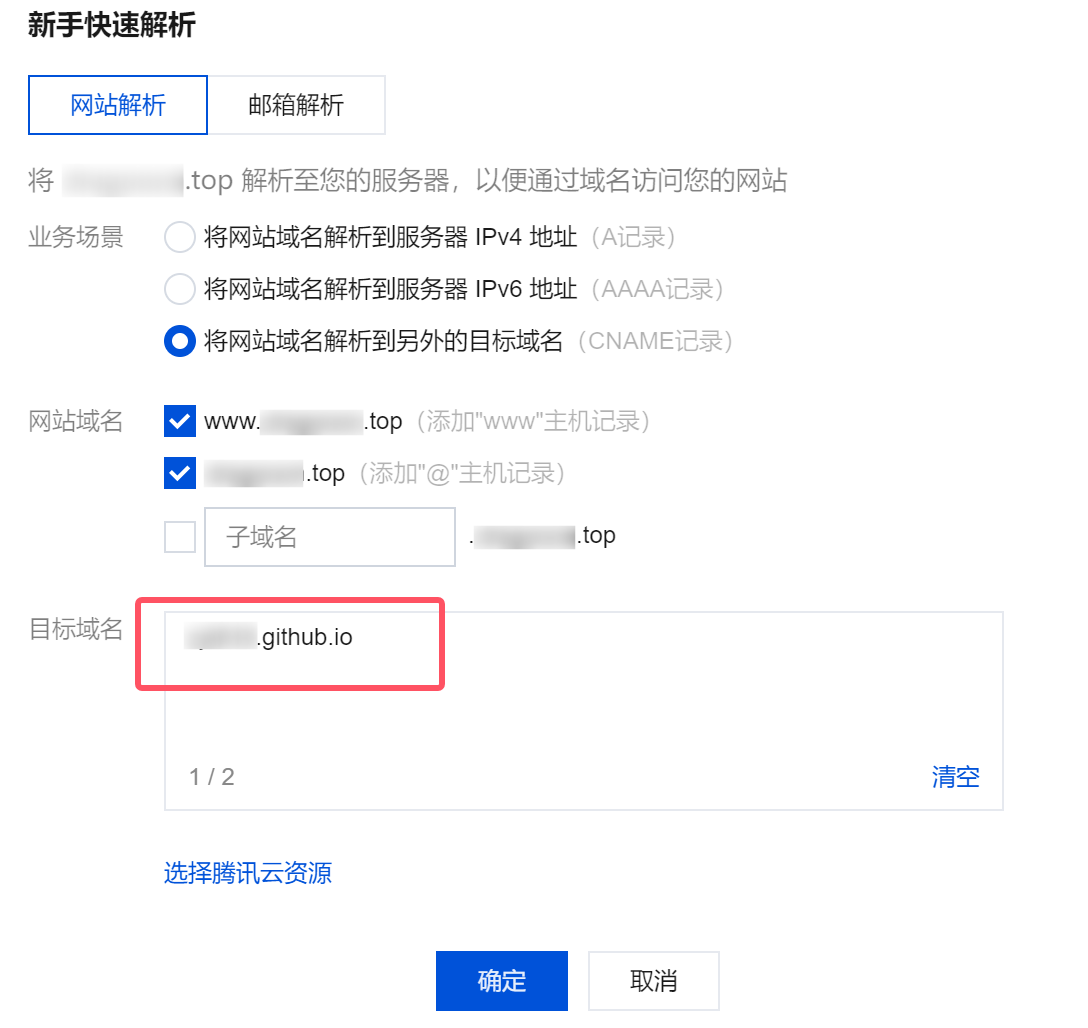 新手快速解析
网站解析
邮箱解析
将 .top 解析至您的服务器，以便通过域名访问您的网站
业务场景
将网站域名解析到服务器 IPv4 地址（A记录）
将网站域名解析到服务器 IPv6 地址（AAAA记录）
将网站域名解析到另外的目标域名（CNAME记录）
网站域名
www. .top（添加"www"主机记录）
.top（添加"@"主机记录）
子域名
. .top
目标域名
.github.io
1 / 2
清空
选择腾讯云资源
确定
取消